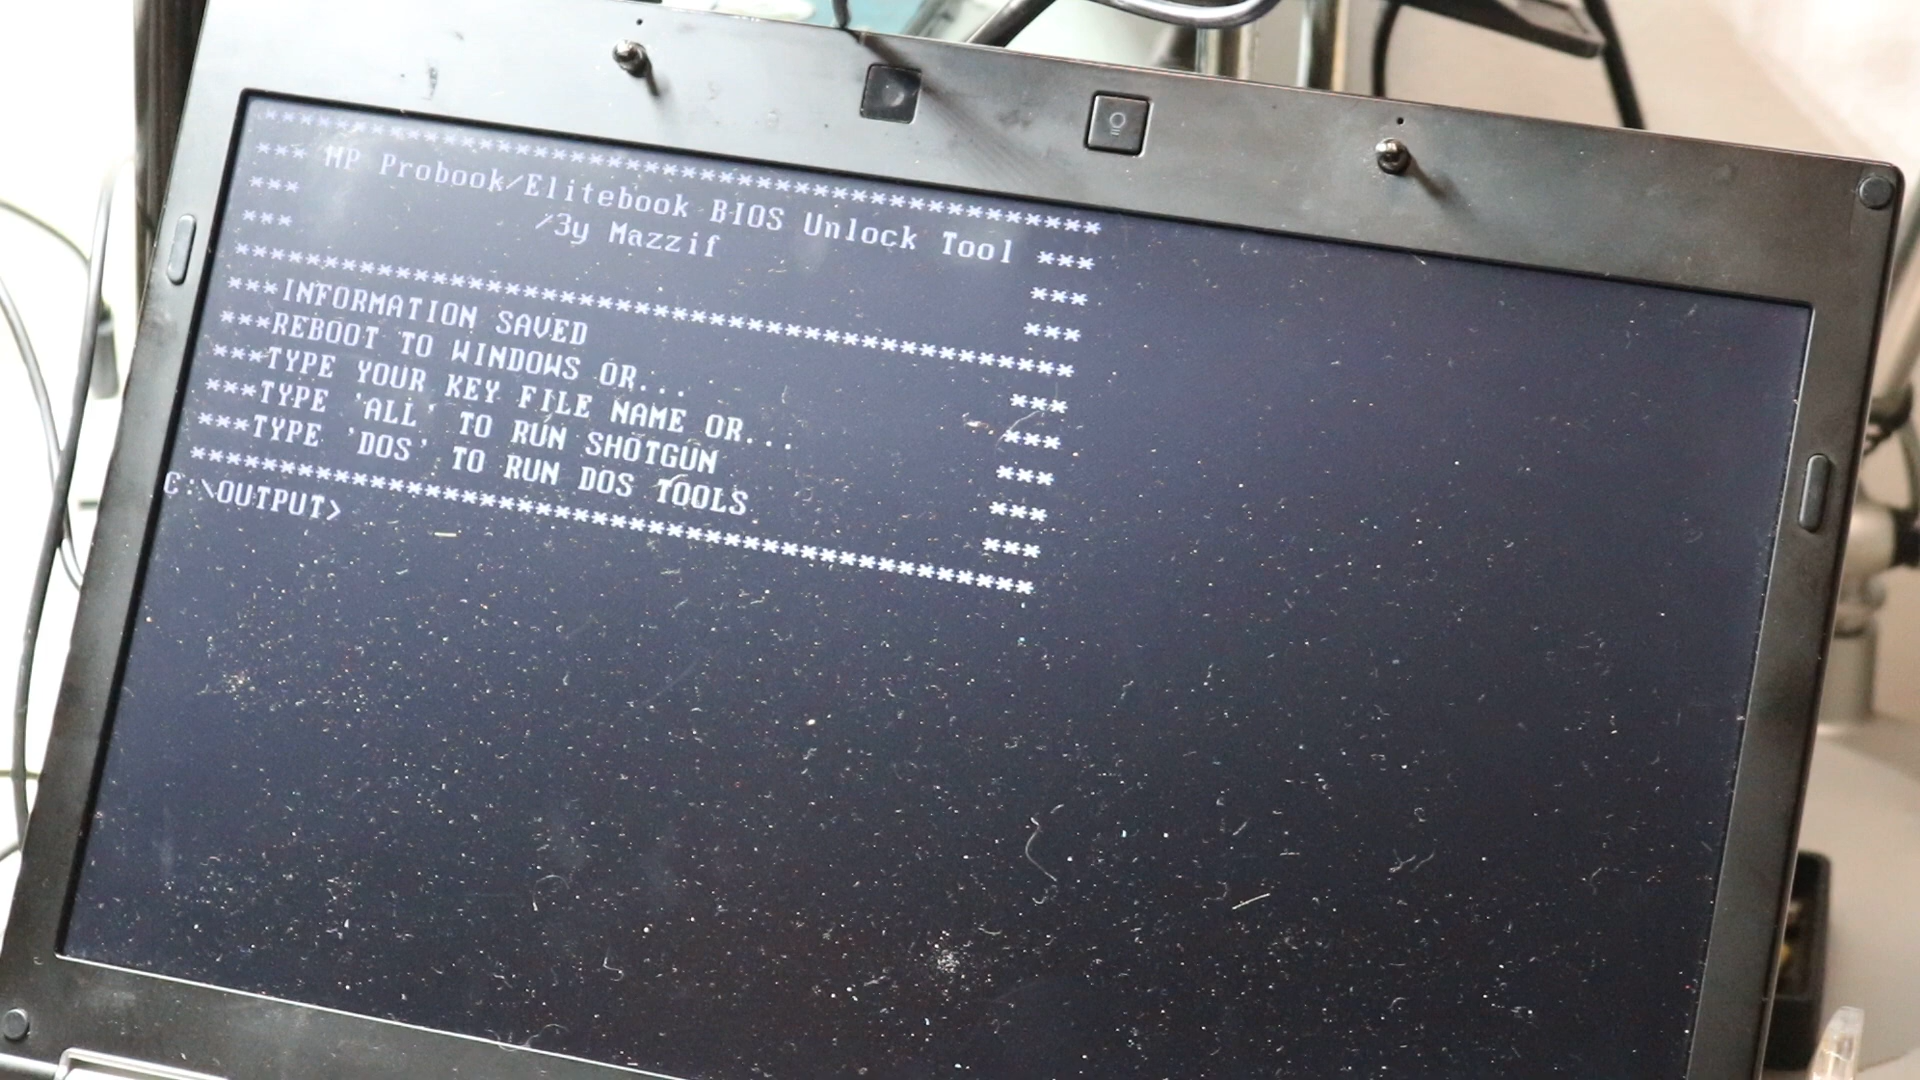 ************************************************************
*** HP Probook/Elitebook BIOS Unlock Tool ***
*** By Mazzif ***
*** ***
************************************************************
***INFORMATION SAVED ***
***REBOOT TO WINDOWS OR... ***
***TYPE YOUR KEY FILE NAME OR... ***
***TYPE 'ALL' TO RUN SHOTGUN ***
***TYPE 'DOS' TO RUN DOS TOOLS ***
************************************************************
C:\OUTPUT>